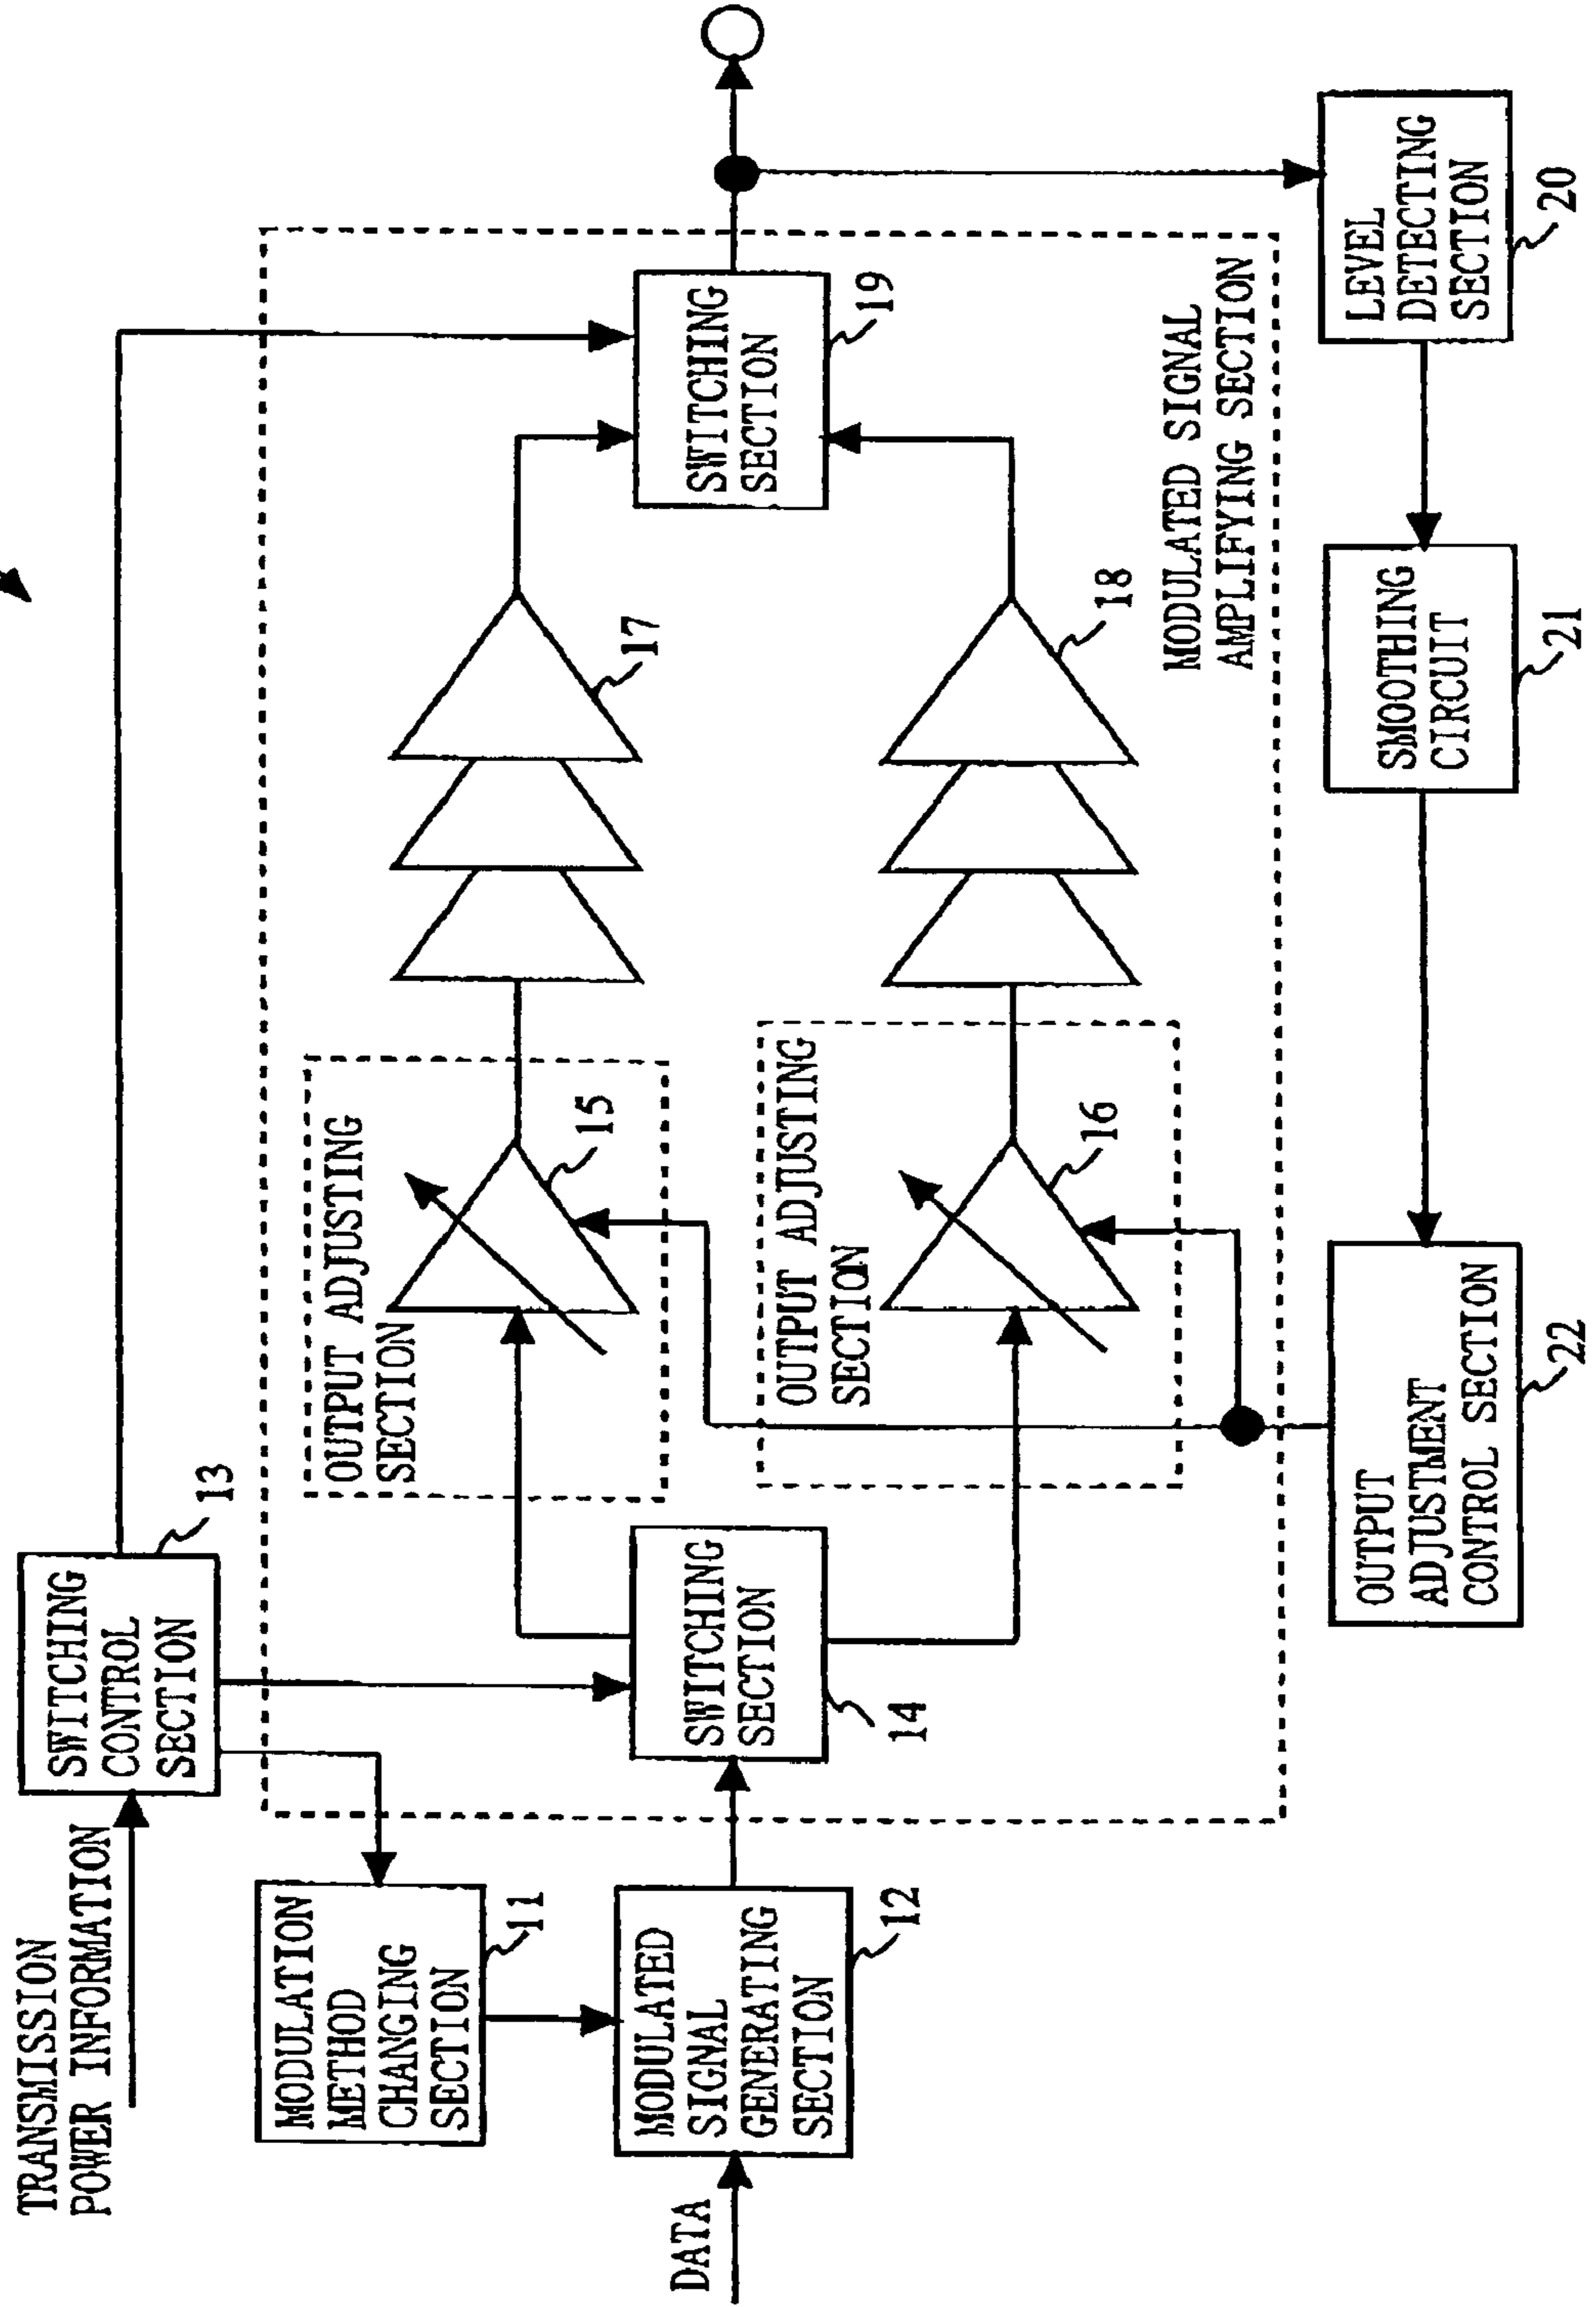 TRANSMISSION
POWER INFORMATION
SWITCHING
CONTROL
SECTION
13
MODULATION
METHOD
CHANGING
SECTION
11
DATA
MODULATED
SIGNAL
GENERATING
SECTION
12
SWITCHING
SECTION
14
OUTPUT ADJUSTING
SECTION
15
OUTPUT ADJUSTING
SECTION
16
17
18
SWITCHING
SECTION
19
MODULATED SIGNAL
AMPLIFYING SECTION
OUTPUT
ADJUSTMENT
CONTROL SECTION
22
SMOOTHING
CIRCUIT
21
LEVEL
DETECTING
SECTION
20